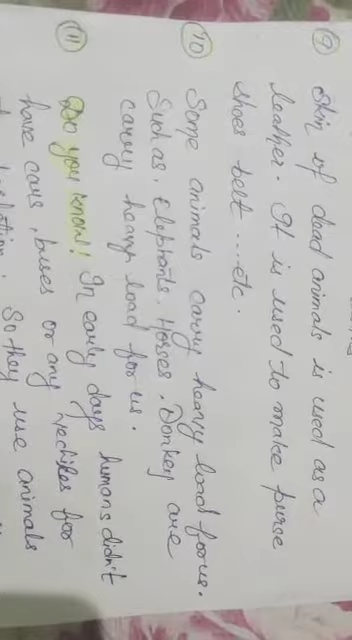 (9) Skin of dead animals is used as a
leather. It is used to make purse
shoes best ... etc.
(10) Some animals carry heavy load for us.
Such as, elephants, Horses, Donkey are
carry heavy load for us.
(11) Do you know! In early days humans didn't
have cars, buses or any vechiles for
So they use animals